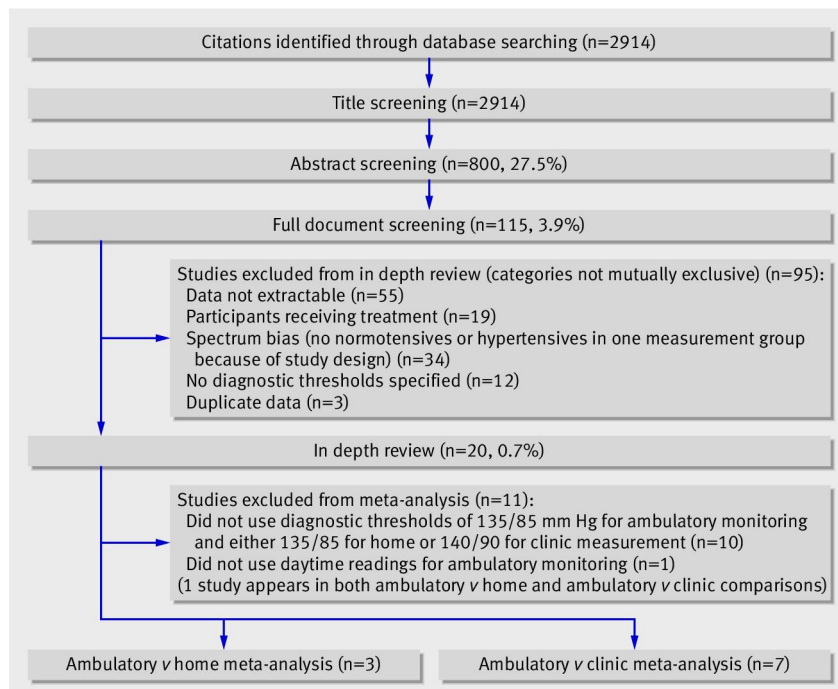 Citations identified through database searching (n=2914)
Title screening (n=2914)
Abstract screening (n=800, 27.5%)
Full document screening (n=115, 3.9%)
Studies excluded from in depth review (categories not mutually exclusive) (n=95):
Data not extractable (n=55)
Participants receiving treatment (n=19)
Spectrum bias (no normotensives or hypertensives in one measurement group
because of study design) (n=34)
No diagnostic thresholds specified (n=12)
Duplicate data (n=3)
In depth review (n=20, 0.7%)
Studies excluded from meta-analysis (n=11):
Did not use diagnostic thresholds of 135/85 mm Hg for ambulatory monitoring
and either 135/85 for home or 140/90 for clinic measurement (n=10)
Did not use daytime readings for ambulatory monitoring (n=1)
(1 study appears in both ambulatory v home and ambulatory v clinic comparisons)
Ambulatory v home meta-analysis (n=3)
Ambulatory v clinic meta-analysis (n=7)